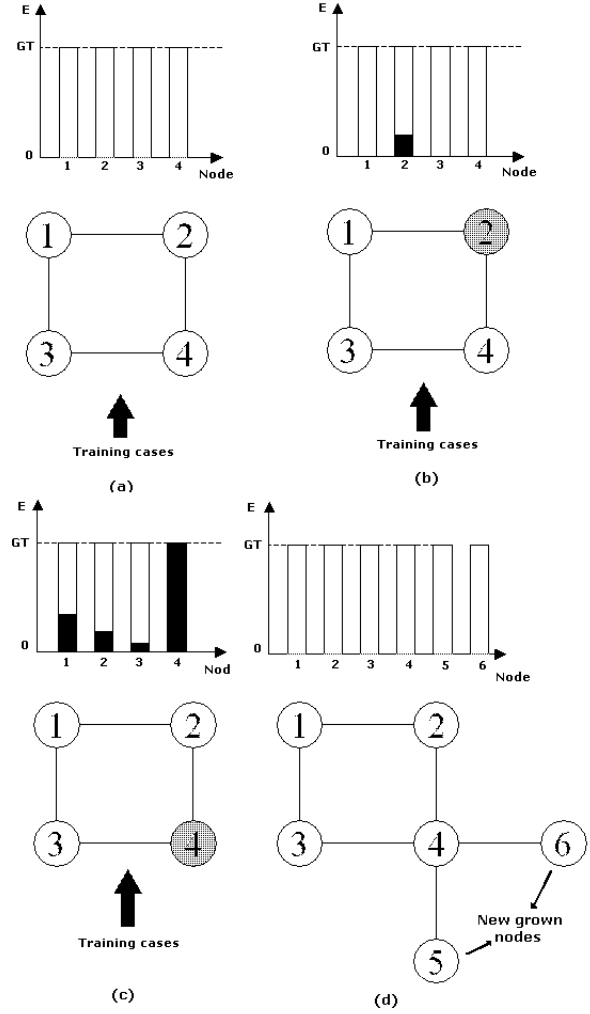 E
GT
0
1 2 3 4
Node
1 2
3 4
Training cases
(a)
E
GT
0
1 2 3 4
Node
1 2
3 4
Training cases
(b)
E
GT
0
1 2 3 4
Nod
1 2
3 4
Training cases
(c)
E
GT
0
1 2 3 4 5 6
Node
1 2
3 4 6
New grown
nodes
5
(d)